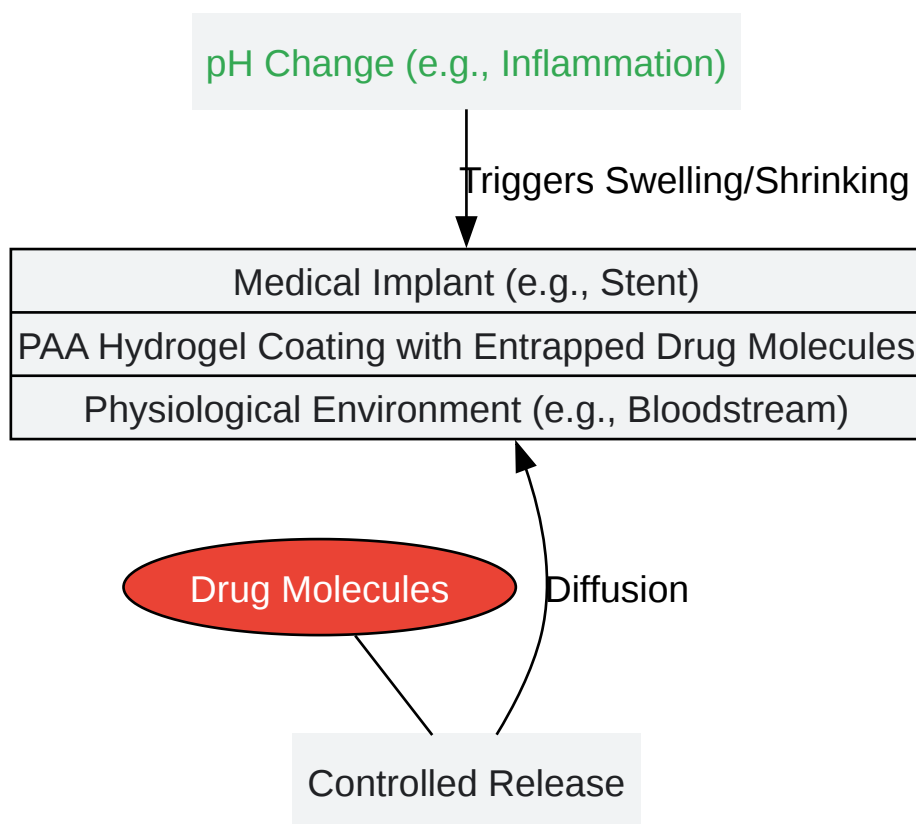 pH Change (e.g., Inflammation)
Triggers Swelling/Shrinking
Medical Implant (e.g., Stent)
PAA Hydrogel Coating with Entrapped Drug Molecules
Physiological Environment (e.g., Bloodstream)
Drug Molecules
Diffusion
Controlled Release